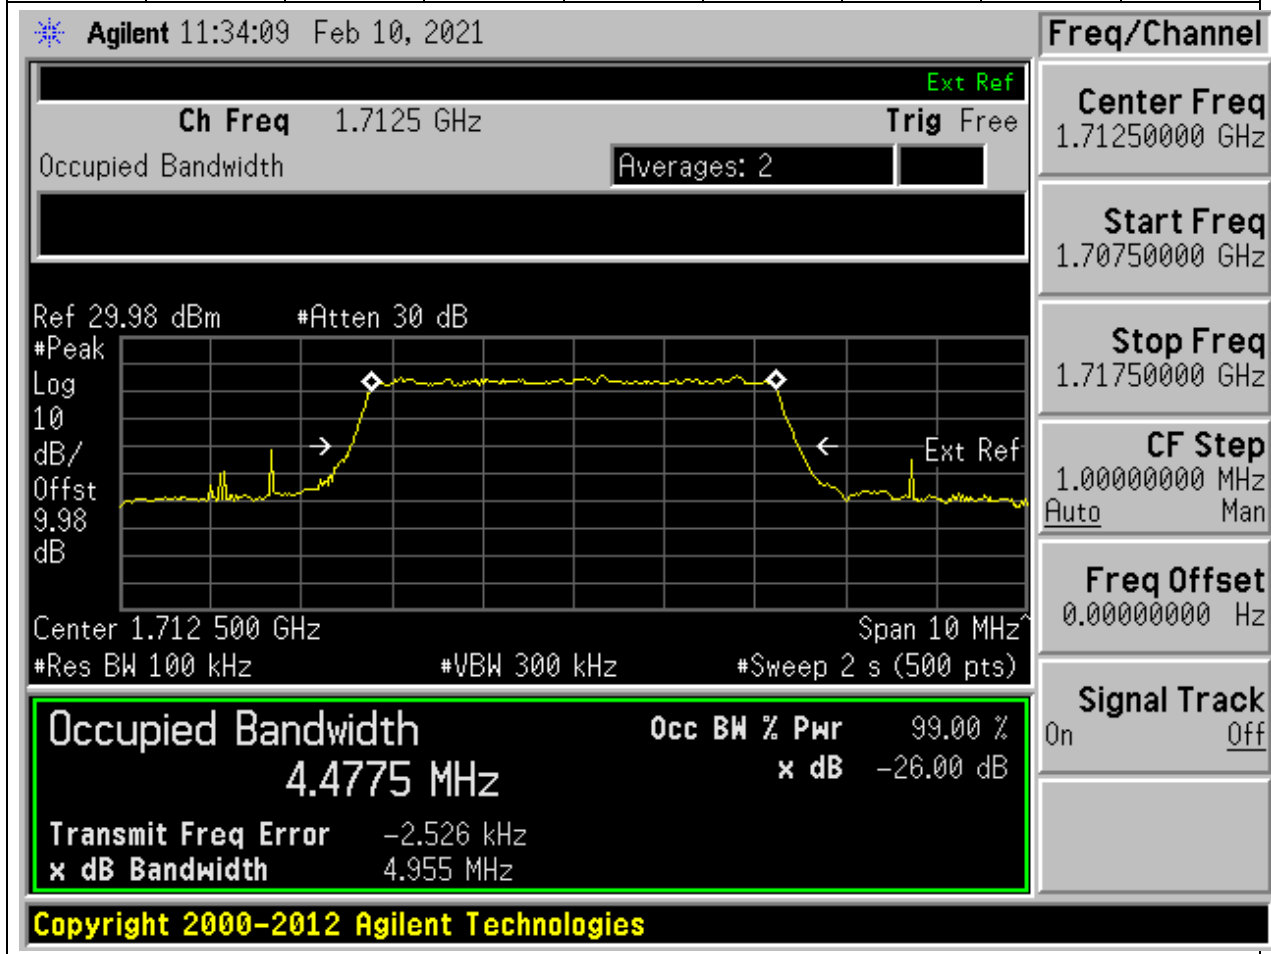 Agilent 11:34:09 Feb 10, 2021
Ext Ref
Ch Freq 1.7125 GHz Trig Free
Occupied Bandwidth Averages: 2
Ref 29.98 dBm #Atten 30 dB
#Peak
Log
10
dB/
Offst
9.98
dB
Ext Ref
Center 1.712 500 GHz Span 10 MHz^
#Res BW 100 kHz #VBW 300 kHz #Sweep 2 s (500 pts)
Occupied Bandwidth Occ BW % Pwr 99.00 %
4.4775 MHz x dB -26.00 dB
Transmit Freq Error -2.526 kHz
x dB Bandwidth 4.955 MHz
Copyright 2000-2012 Agilent Technologies
Freq/Channel
Center Freq
1.71250000 GHz
Start Freq
1.70750000 GHz
Stop Freq
1.71750000 GHz
CF Step
1.00000000 MHz
Auto Man
Freq Offset
0.00000000 Hz
Signal Track
On Off